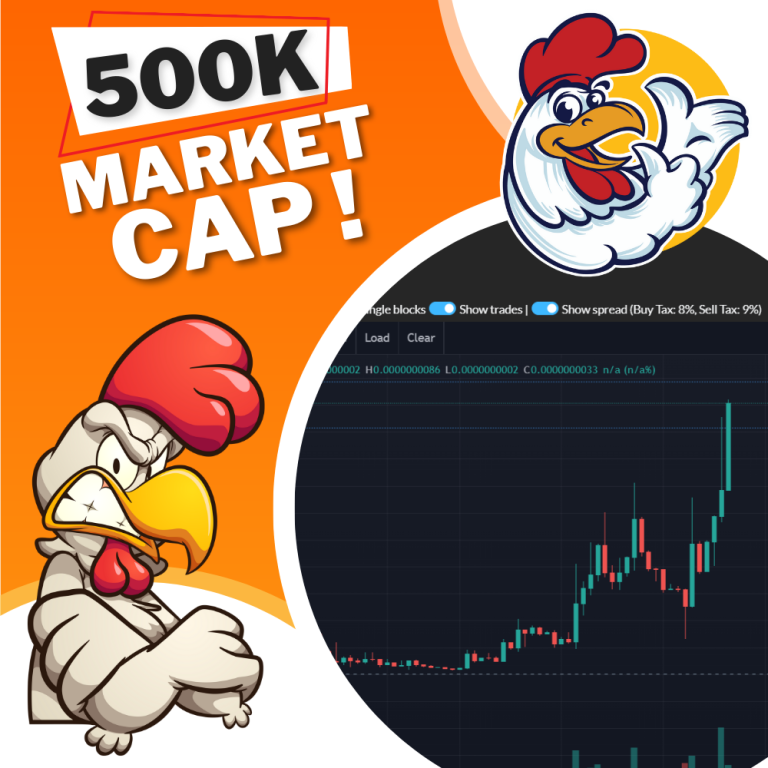 500K
MARKET
CAP!
ngle blocks Show trades | Show spread (Buy Tax: 8%, Sell Tax: 9%)
Load Clear
000002 H0.0000000086 L0.0000000002 C0.0000000033 n/a (n/a%)